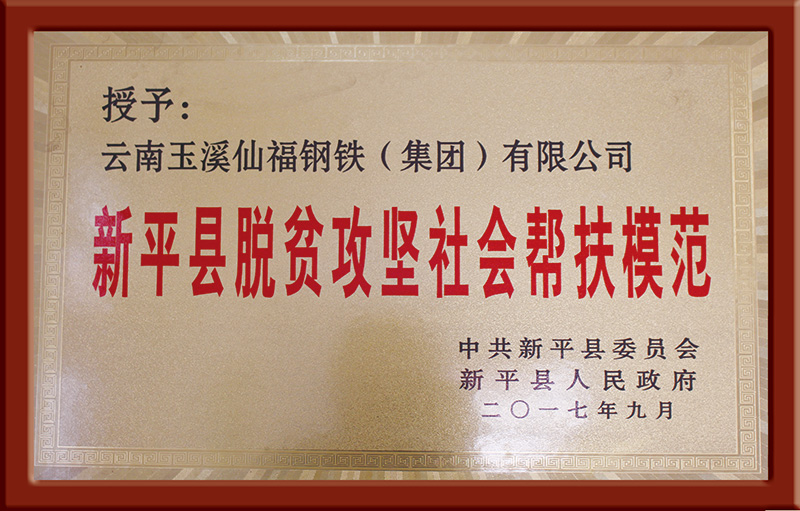 授予：
云南玉溪仙福钢铁（集团）有限公司
新平县脱贫攻坚社会帮扶模范
中共新平县委员会
新平县人民政府
二〇一七年九月